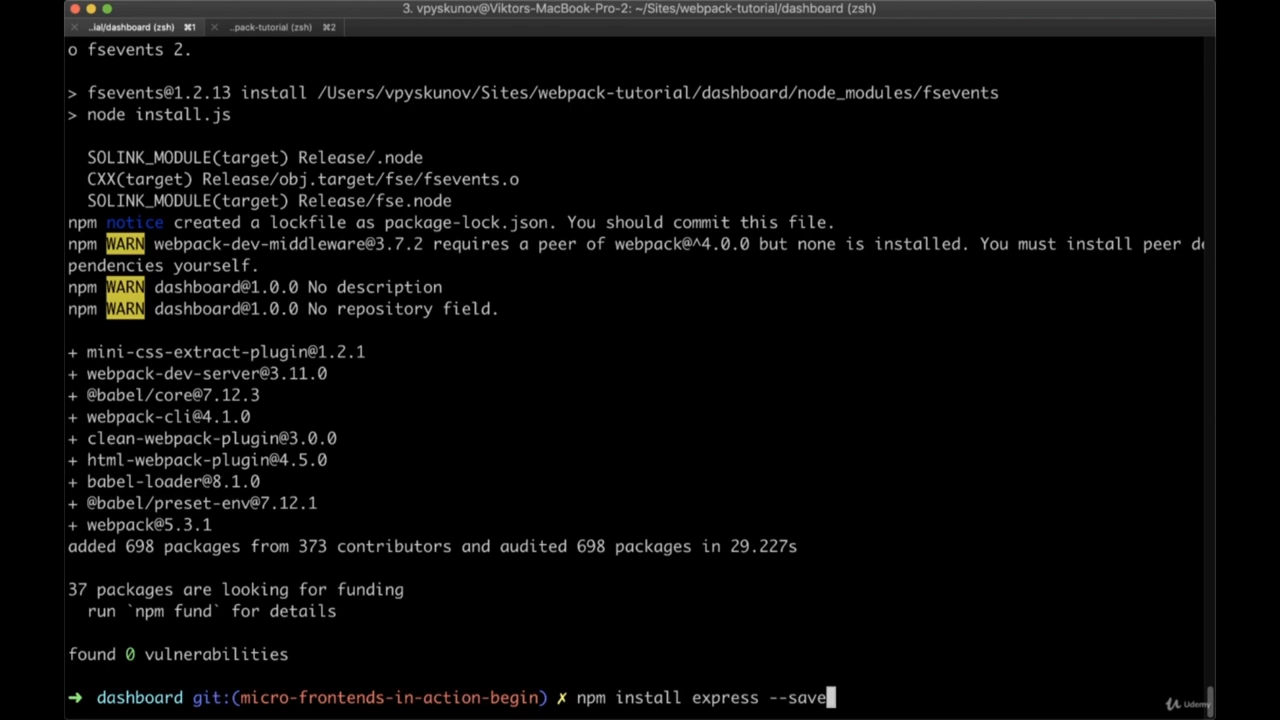 3. vpyskunov@Viktors-MacBook-Pro-2: ~/Sites/webpack-tutorial/dashboard (zsh)
..ial/dashboard (zsh) ⌘1 ..pack-tutorial (zsh) ⌘2
o fsevents 2.
> fsevents@1.2.13 install /Users/vpyskunov/Sites/webpack-tutorial/dashboard/node_modules/fsevents
> node install.js
SOLINK_MODULE(target) Release/.node
CXX(target) Release/obj.target/fse/fsevents.o
SOLINK_MODULE(target) Release/fse.node
npm notice created a lockfile as package-lock.json. You should commit this file.
npm WARN webpack-dev-middleware@3.7.2 requires a peer of webpack@^4.0.0 but none is installed. You must install peer de
pendencies yourself.
npm WARN dashboard@1.0.0 No description
npm WARN dashboard@1.0.0 No repository field.
+ mini-css-extract-plugin@1.2.1
+ webpack-dev-server@3.11.0
+ @babel/core@7.12.3
+ webpack-cli@4.1.0
+ clean-webpack-plugin@3.0.0
+ html-webpack-plugin@4.5.0
+ babel-loader@8.1.0
+ @babel/preset-env@7.12.1
+ webpack@5.3.1
added 698 packages from 373 contributors and audited 698 packages in 29.227s
37 packages are looking for funding
run `npm fund` for details
found 0 vulnerabilities
➜ dashboard git:(micro-frontends-in-action-begin) ✗ npm install express --save
Udemy